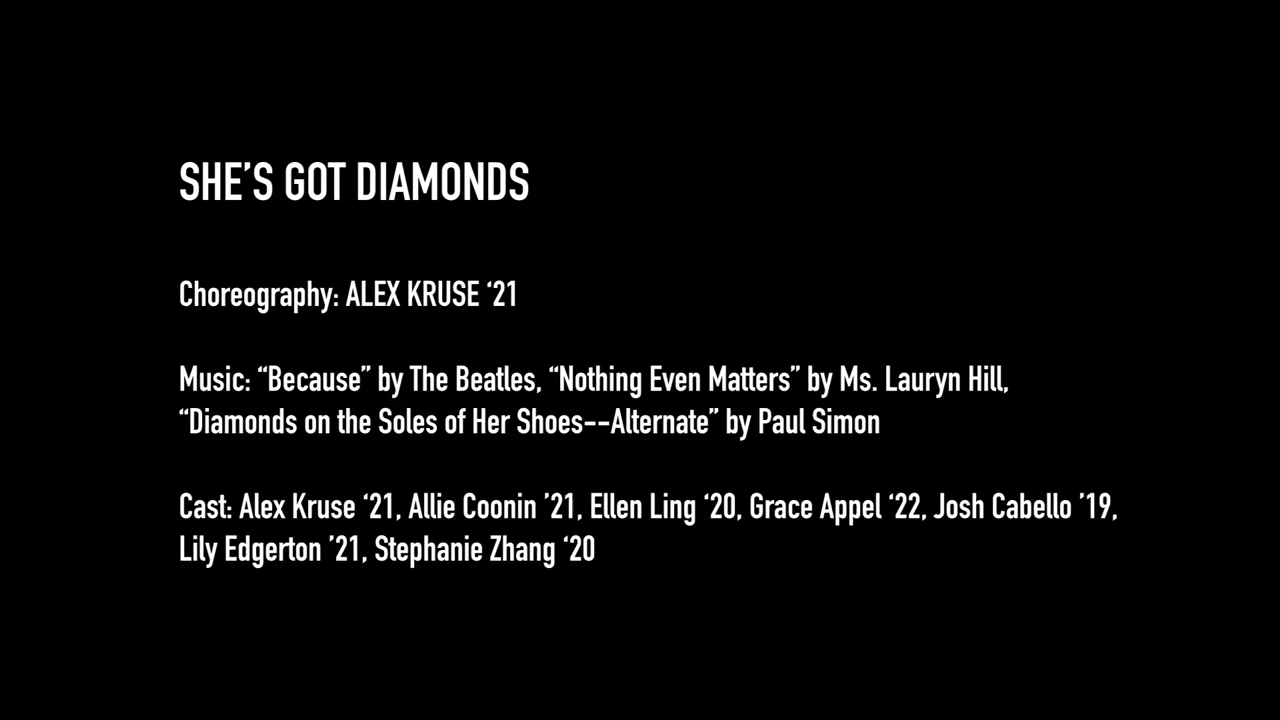 SHE’S GOT DIAMONDS
Choreography: ALEX KRUSE ‘21
Music: “Because” by The Beatles, “Nothing Even Matters” by Ms. Lauryn Hill,
“Diamonds on the Soles of Her Shoes--Alternate” by Paul Simon
Cast: Alex Kruse ‘21, Allie Coonin ’21, Ellen Ling ‘20, Grace Appel ‘22, Josh Cabello ’19,
Lily Edgerton ’21, Stephanie Zhang ‘20